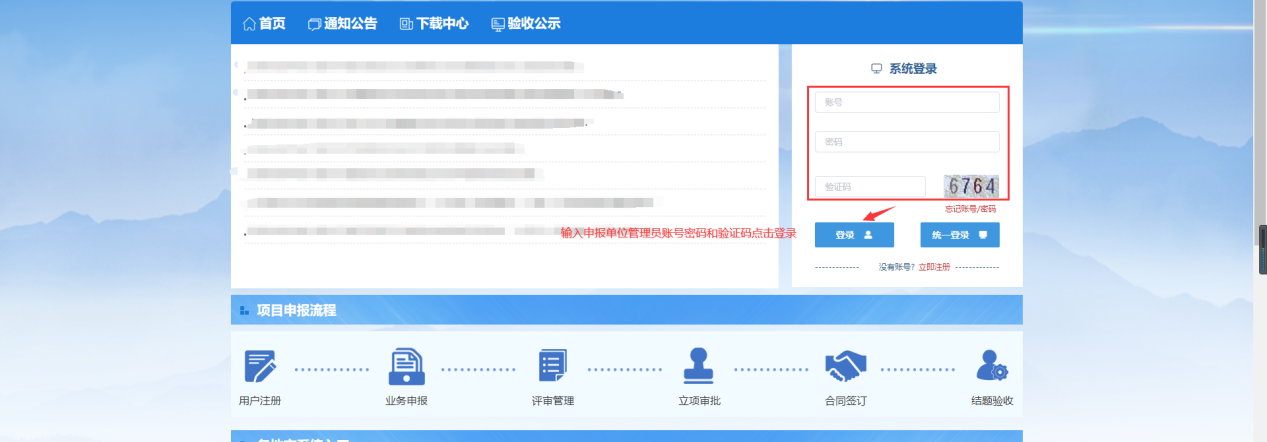 首页 通知公告 下载中心 验收公示
系统登录
账号
密码
验证码 6764
忘记账号/密码
登录 统一登录
输入申报单位管理员账号密码和验证码点击登录
没有账号? 立即注册
项目申报流程
用户注册 业务申报 评审管理 立项审批 合同签订 结题验收